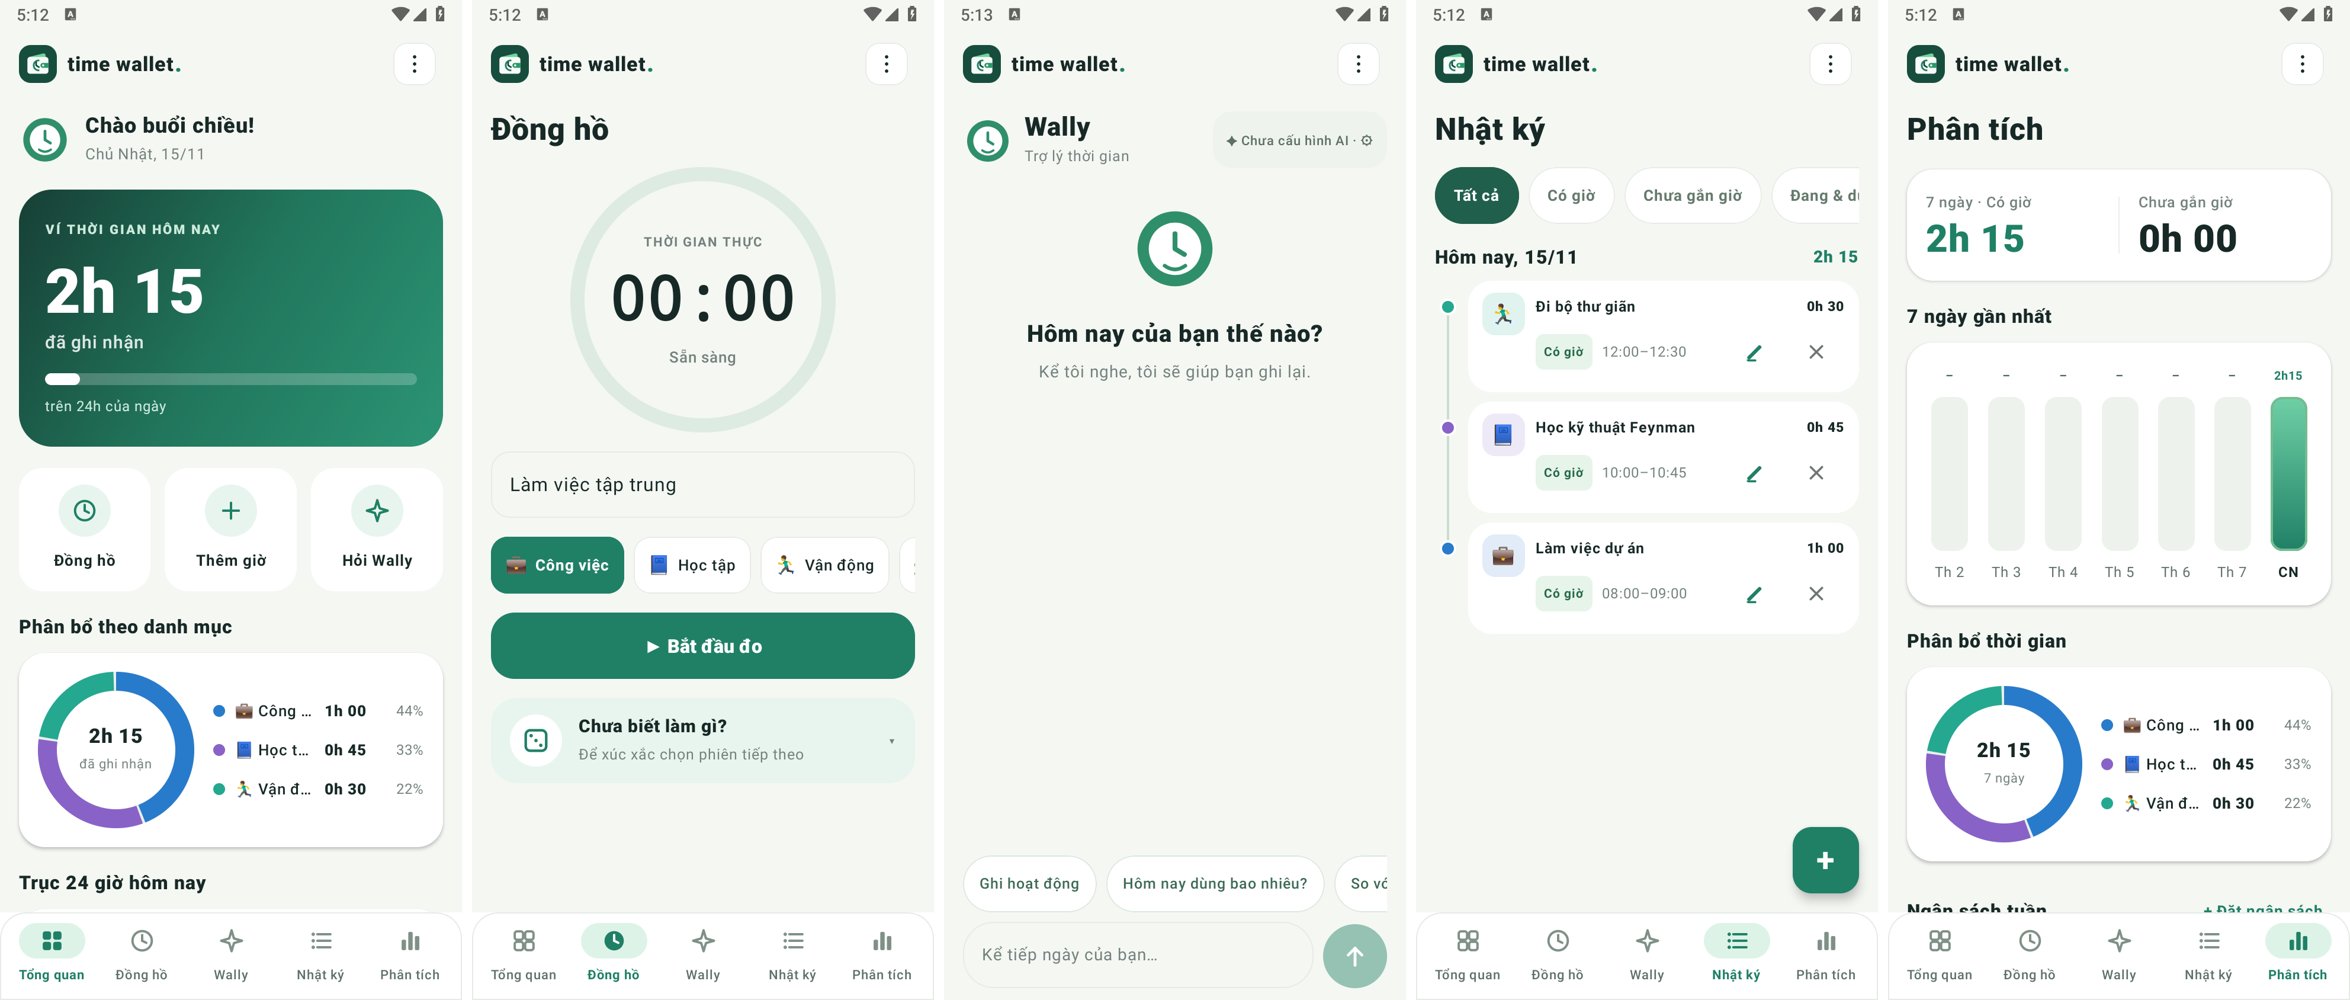 5:12
time wallet.
Chào buổi chiều!
Chủ Nhật, 15/11
VÍ THỜI GIAN HÔM NAY
2h 15
đã ghi nhận
trên 24h của ngày
Đồng hồ
Thêm giờ
Hỏi Wally
Phân bổ theo danh mục
2h 15
đã ghi nhận
Công ... 1h 00 44%
Học t... 0h 45 33%
Vận đ... 0h 30 22%
Trục 24 giờ hôm nay
Tổng quan Đồng hồ Wally Nhật ký Phân tích
5:12
time wallet.
Đồng hồ
THỜI GIAN THỰC
00:00
Sẵn sàng
Làm việc tập trung
Công việc Học tập Vận động
▶ Bắt đầu đo
Chưa biết làm gì?
Để xúc xắc chọn phiên tiếp theo
Tổng quan Đồng hồ Wally Nhật ký Phân tích
5:13
time wallet.
Wally
Trợ lý thời gian
Chưa cấu hình AI ·
Hôm nay của bạn thế nào?
Kể tôi nghe, tôi sẽ giúp bạn ghi lại.
Ghi hoạt động Hôm nay dùng bao nhiêu? So
Kể tiếp ngày của bạn...
5:12
time wallet.
Nhật ký
Tất cả Có giờ Chưa gắn giờ Đang &
Hôm nay, 15/11 2h 15
Đi bộ thư giãn 0h 30
Có giờ 12:00–12:30
Học kỹ thuật Feynman 0h 45
Có giờ 10:00–10:45
Làm việc dự án 1h 00
Có giờ 08:00–09:00
+
Tổng quan Đồng hồ Wally Nhật ký Phân tích
5:12
time wallet.
Phân tích
7 ngày · Có giờ Chưa gắn giờ
2h 15 0h 00
7 ngày gần nhất
– – – – – – 2h15
Th 2 Th 3 Th 4 Th 5 Th 6 Th 7 CN
Phân bổ thời gian
2h 15
7 ngày
Công ... 1h 00 44%
Học t... 0h 45 33%
Vận đ... 0h 30 22%
Ngân sách tuần + Đặt ngân sách
Tổng quan Đồng hồ Wally Nhật ký Phân tích